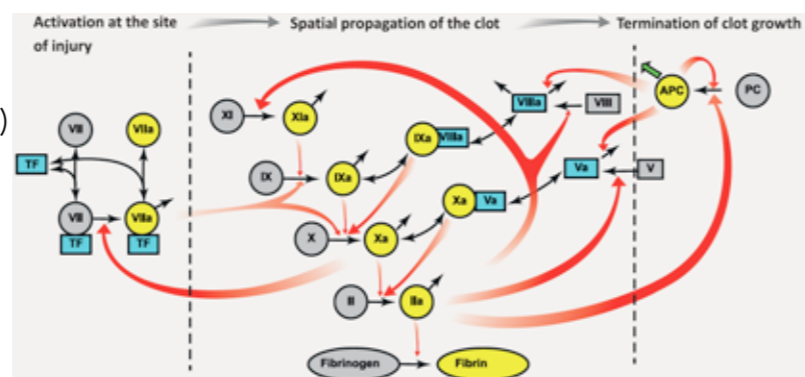 Activation at the site of injury
Spatial propagation of the clot
Termination of clot growth
)
VII
VIIa
TF
VII
TF
VIIa
TF
XI
XIa
IX
IXa
IXa
VIIIa
VIIIa
VIII
X
Xa
Xa
Va
Va
V
APC
PC
II
IIa
Fibrinogen
Fibrin